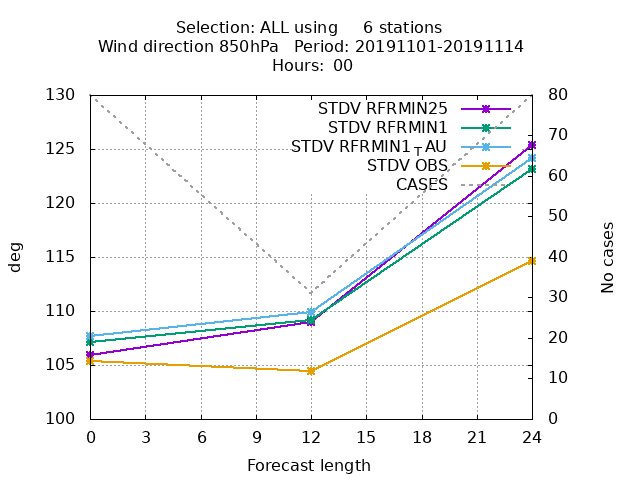 Selection: ALL using     6 stations
Wind direction 850hPa   Period: 20191101-20191114
Hours:  00
STDV RFRMIN25
STDV RFRMIN1
STDV RFRMIN1TAU
STDV OBS
CASES
130
125
120
115
110
105
100
deg
80
70
60
50
40
30
20
10
0
No cases
0 3 6 9 12 15 18 21 24
Forecast length